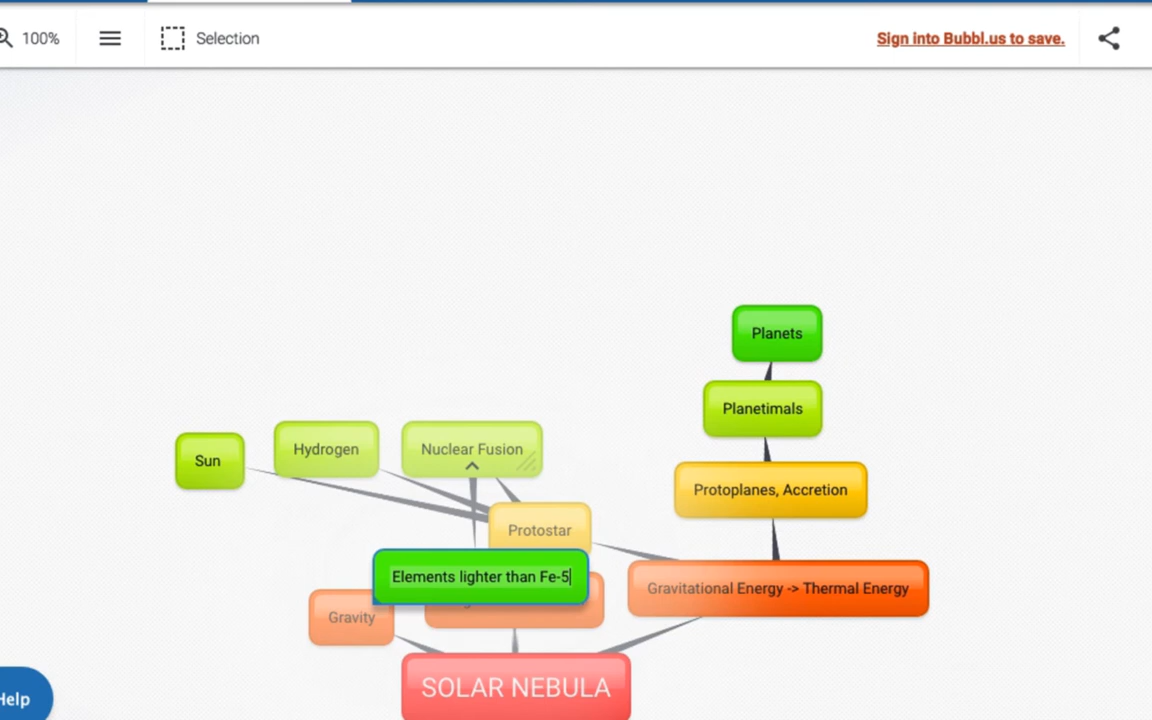 100%
Selection
Sign into Bubbl.us to save.
Planets
Planetimals
Sun
Hydrogen
Nuclear Fusion
Protoplanes, Accretion
Protostar
Elements lighter than Fe-5
Gravitational Energy -> Thermal Energy
Gravity
SOLAR NEBULA
Help